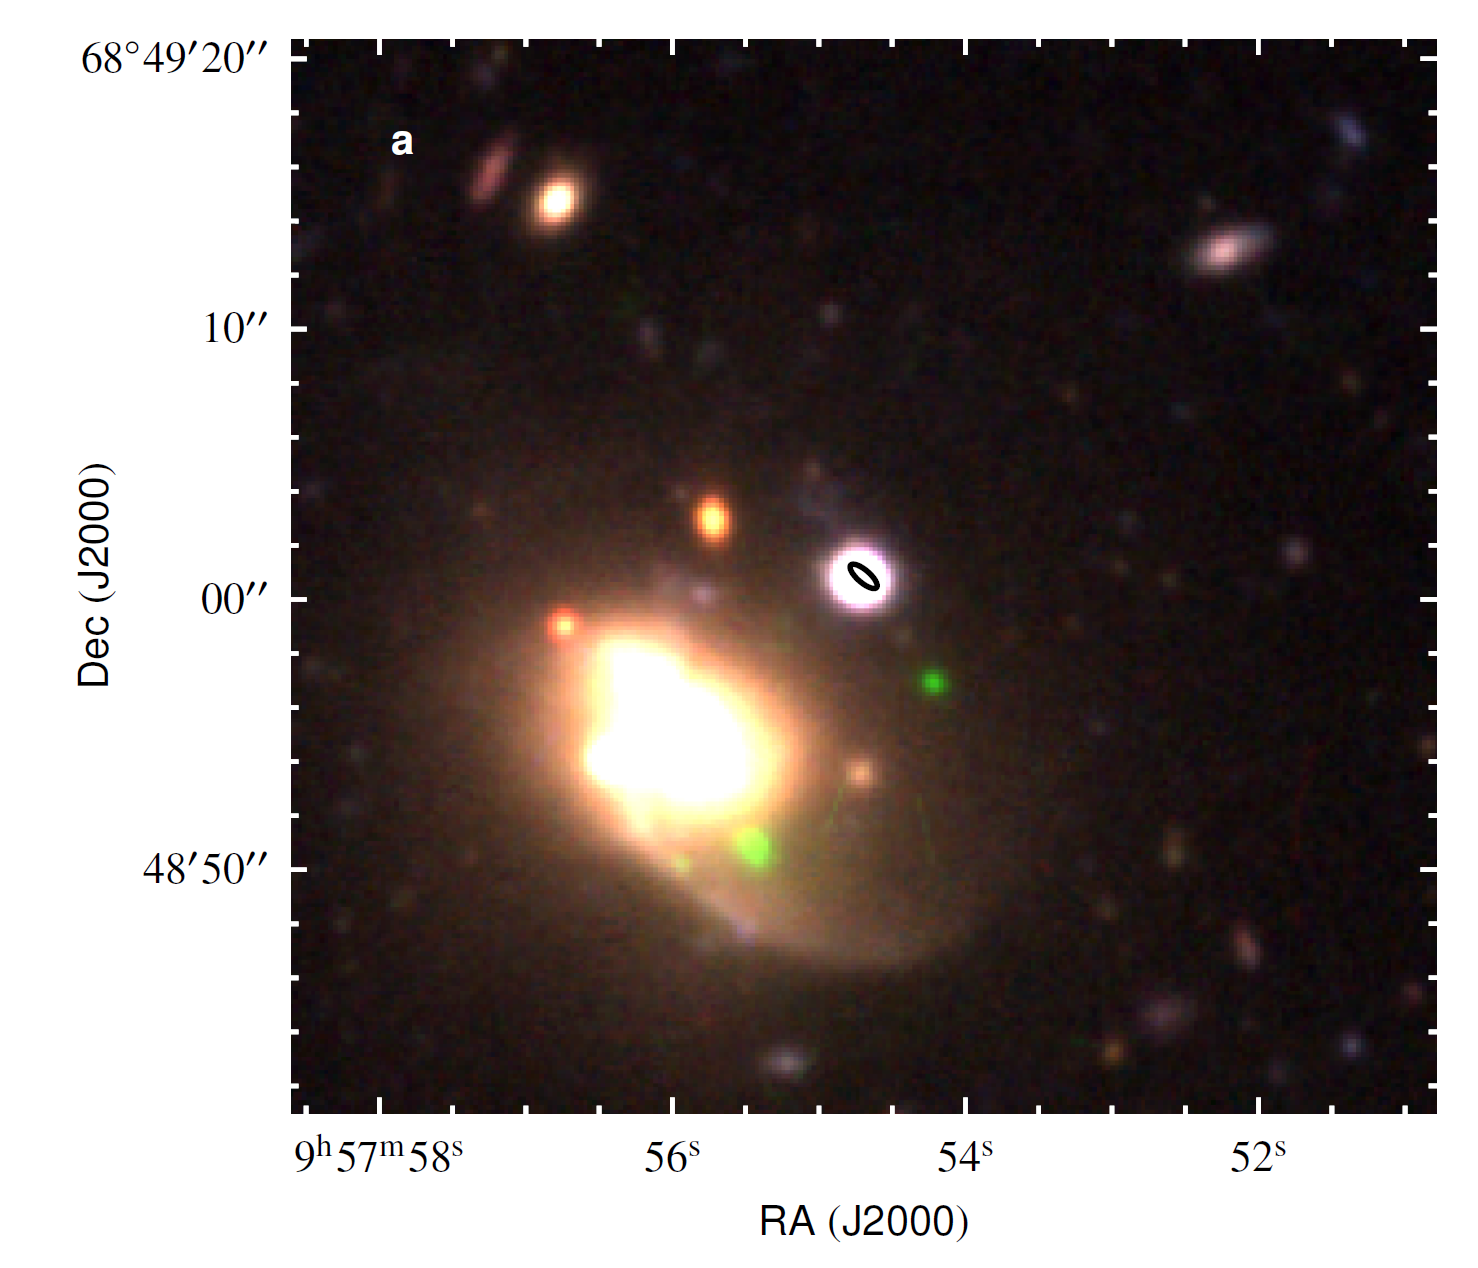 68°49′20″
a
10″
00″
48′50″
Dec (J2000)
9ʰ57ᵐ58ˢ 56ˢ 54ˢ 52ˢ
RA (J2000)